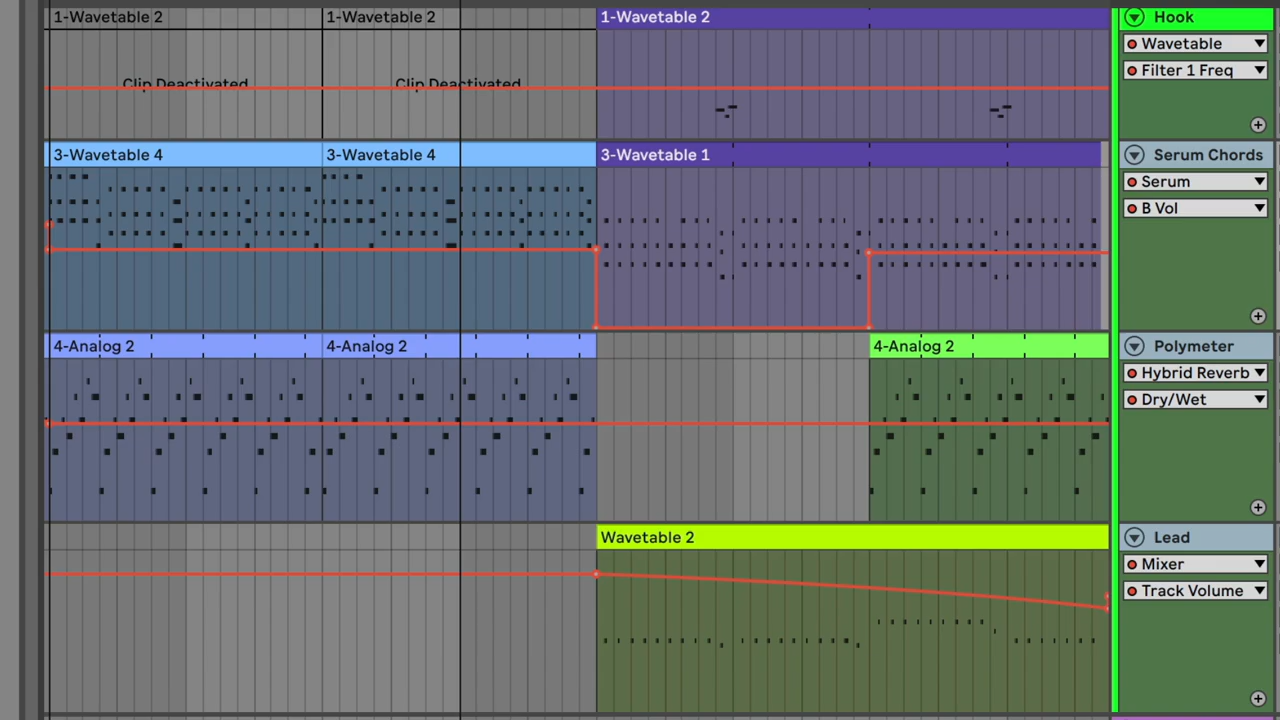 1-Wavetable 2
1-Wavetable 2
1-Wavetable 2
Hook
Wavetable
Clip Deactivated
Clip Deactivated
Filter 1 Freq
3-Wavetable 4
3-Wavetable 4
3-Wavetable 1
Serum Chords
Serum
B Vol
4-Analog 2
4-Analog 2
4-Analog 2
Polymeter
Hybrid Reverb
Dry/Wet
Wavetable 2
Lead
Mixer
Track Volume